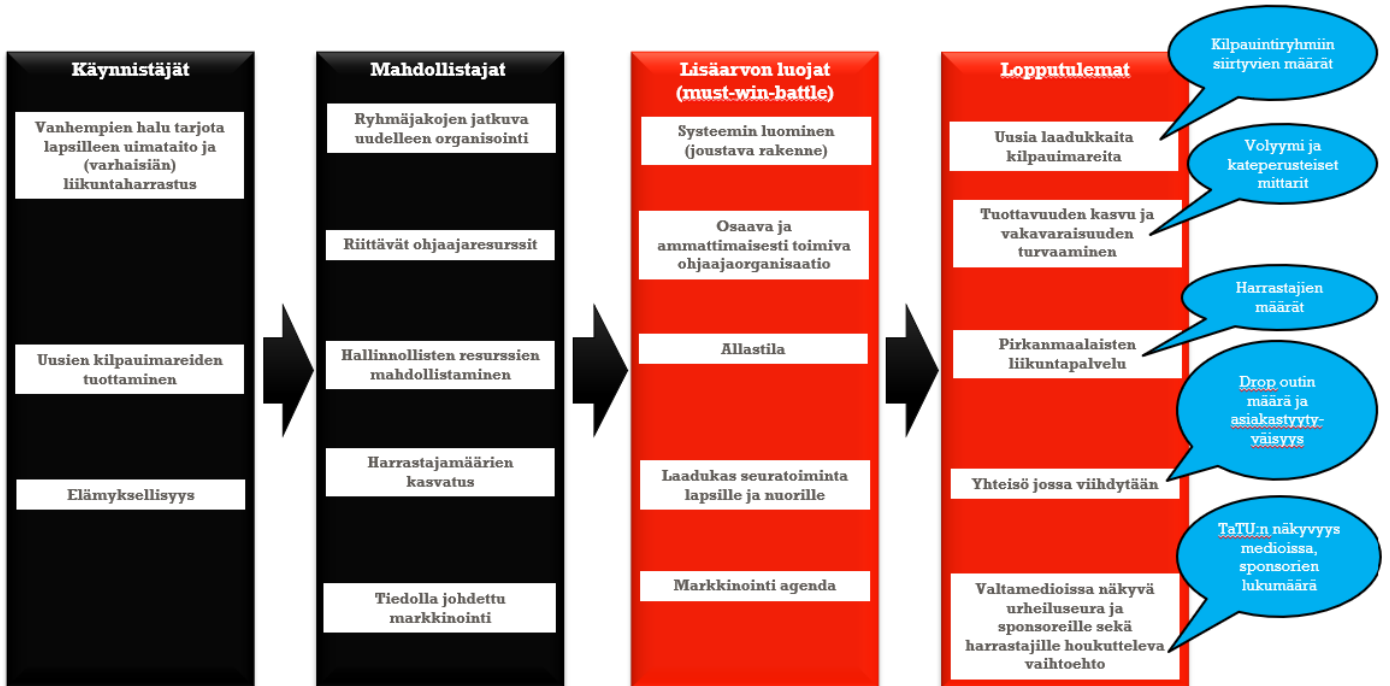 Käynnistäjät
Vanhempien halu tarjota
lapsilleen uimataito ja
(varhaisiän)
liikuntaharrastus
Uusien kilpauimareiden
tuottaminen
Elämyksellisyys
Mahdollistajat
Ryhmäjakojen jatkuva
uudelleen organisointi
Riittävät ohjaajaresurssit
Hallinnollisten resurssien
mahdollistaminen
Harrastajamäärien
kasvatus
Tiedolla johdettu
markkinointi
Lisäarvon luojat
(must-win-battle)
Systeemin luominen
(joustava rakenne)
Osaava ja
ammattimaisesti toimiva
ohjaajaorganisaatio
Allastila
Laadukas seuratoiminta
lapsille ja nuorille
Markkinointi agenda
Lopputulemat
Uusia laadukkaita
kilpauimareita
Tuottavuuden kasvu ja
vakavaraisuuden
turvaaminen
Pirkanmaalaisten
liikuntapalvelu
Yhteisö jossa viihdytään
Valtamedioissa näkyvä
urheiluseura ja
sponsoreille sekä
harrastajille houkutteleva
vaihtoehto
Kilpauintiryhmiin
siirtyvien määrät
Volyymi ja
kateperusteiset
mittarit
Harrastajien
määrät
Drop outin
määrä ja
asiakastyyty-
väisyys
TaTU:n näkyvyys
medioissa,
sponsorien
lukumäärä